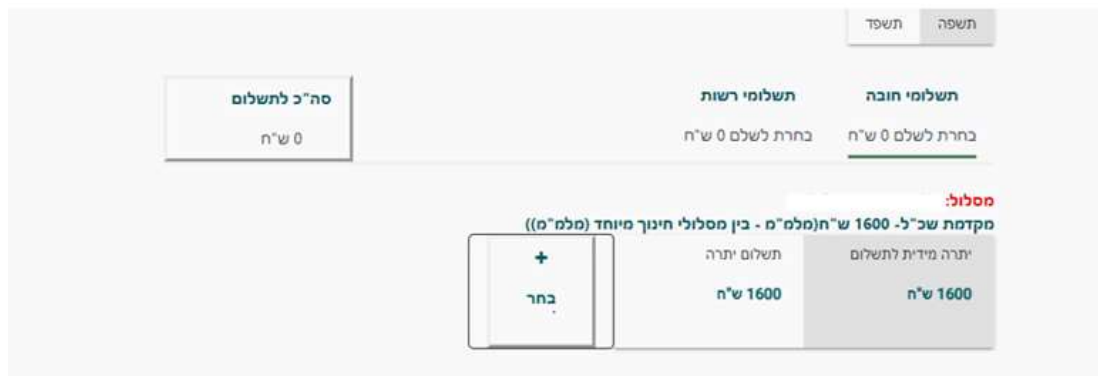 תשפה תשפד
תשלומי חובה תשלומי רשות סה"כ לתשלום
בחרת לשלם 0 ש"ח בחרת לשלם 0 ש"ח 0 ש"ח
מסלול:
מקדמת שכ"ל- 1600 ש"ח(מלמ"מ - בין מסלולי חינוך מיוחד (מלמ"מ))
יתרה מידית לתשלום תשלום יתרה +
1600 ש"ח 1600 ש"ח בחר